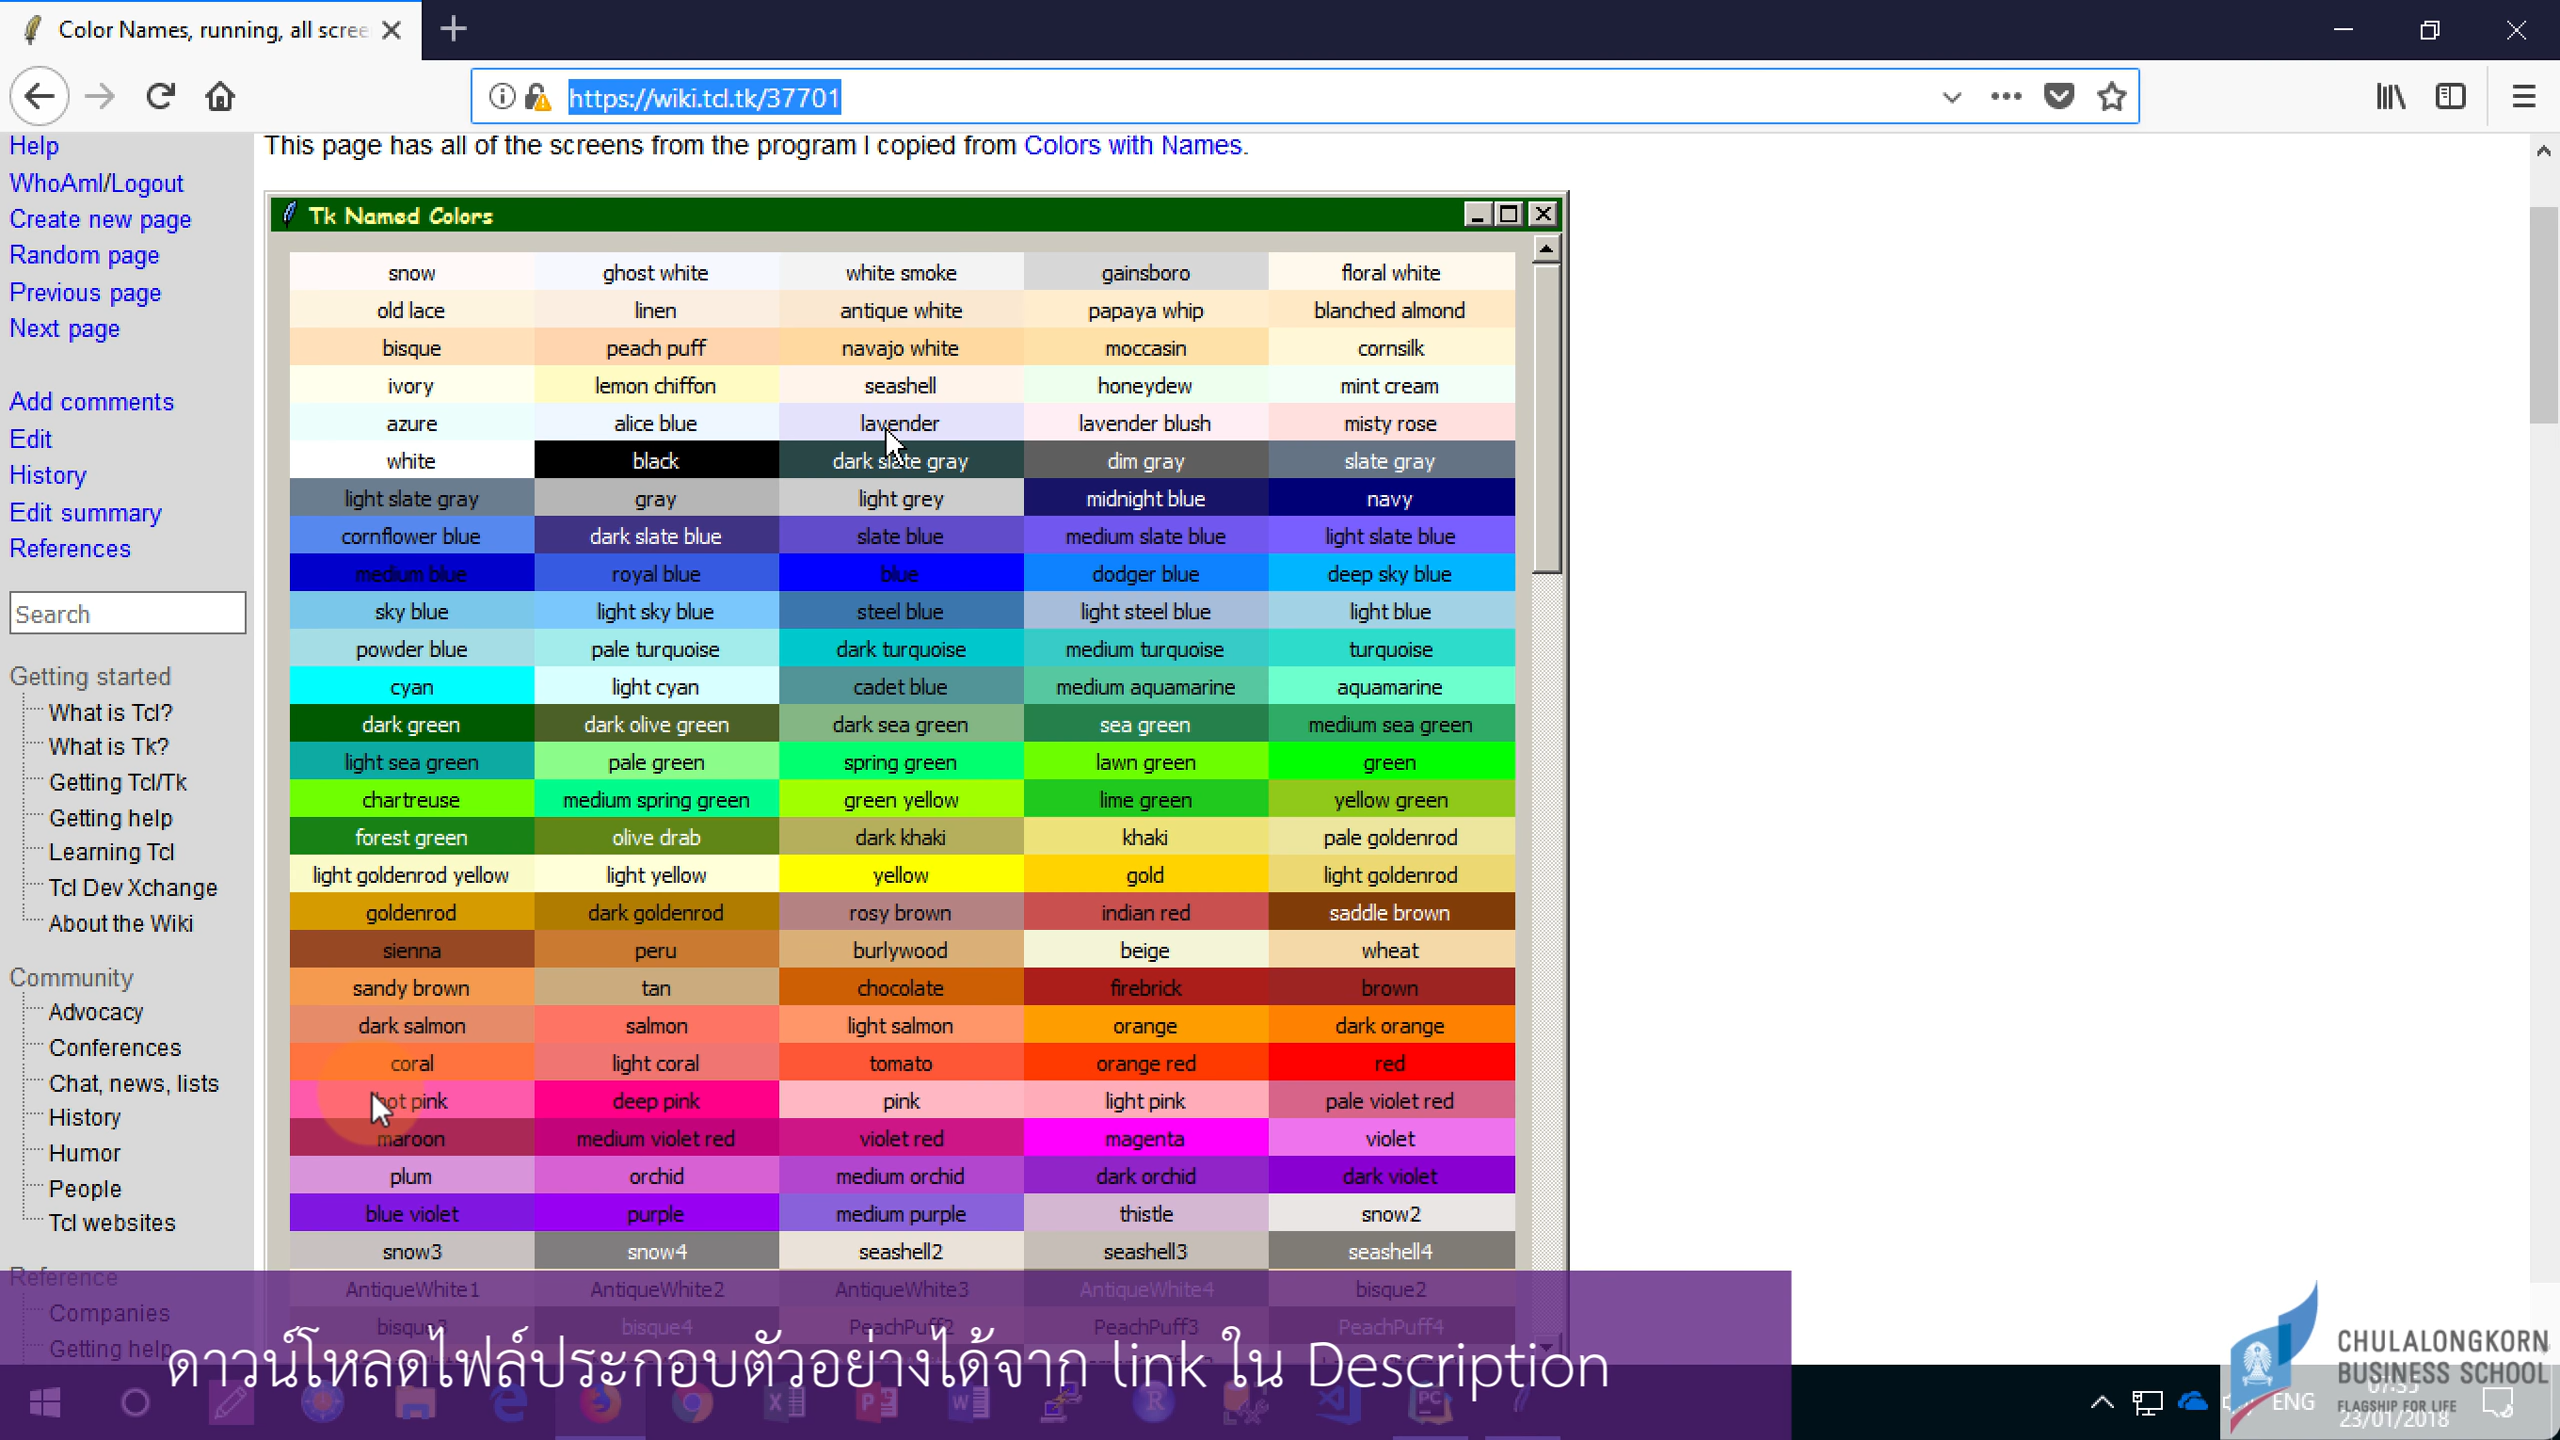 Color Names, running, all scree
https://wiki.tcl.tk/37701
Help
WhoAmI/Logout
Create new page
Random page
Previous page
Next page
Add comments
Edit
History
Edit summary
References
Search
Getting started
What is Tcl?
What is Tk?
Getting Tcl/Tk
Getting help
Learning Tcl
Tcl Dev Xchange
About the Wiki
Community
Advocacy
Conferences
Chat, news, lists
History
Humor
People
Tcl websites
Reference
Companies
Getting help
This page has all of the screens from the program I copied from Colors with Names.
Tk Named Colors
snow ghost white white smoke gainsboro floral white
old lace linen antique white papaya whip blanched almond
bisque peach puff navajo white moccasin cornsilk
ivory lemon chiffon seashell honeydew mint cream
azure alice blue lavender lavender blush misty rose
white black dark slate gray dim gray slate gray
light slate gray gray light grey midnight blue navy
cornflower blue dark slate blue slate blue medium slate blue light slate blue
medium blue royal blue blue dodger blue deep sky blue
sky blue light sky blue steel blue light steel blue light blue
powder blue pale turquoise dark turquoise medium turquoise turquoise
cyan light cyan cadet blue medium aquamarine aquamarine
dark green dark olive green dark sea green sea green medium sea green
light sea green pale green spring green lawn green green
chartreuse medium spring green green yellow lime green yellow green
forest green olive drab dark khaki khaki pale goldenrod
light goldenrod yellow light yellow yellow gold light goldenrod
goldenrod dark goldenrod rosy brown indian red saddle brown
sienna peru burlywood beige wheat
sandy brown tan chocolate firebrick brown
dark salmon salmon light salmon orange dark orange
coral light coral tomato orange red red
hot pink deep pink pink light pink pale violet red
maroon medium violet red violet red magenta violet
plum orchid medium orchid dark orchid dark violet
blue violet purple medium purple thistle snow2
snow3 snow4 seashell2 seashell3 seashell4
AntiqueWhite1 AntiqueWhite2 AntiqueWhite3 AntiqueWhite4 bisque2
bisque3 bisque4 PeachPuff2 PeachPuff3 PeachPuff4
ดาวน์โหลดไฟล์ประกอบตัวอย่างได้จาก link ใน Description
CHULALONGKORN
BUSINESS SCHOOL
FLAGSHIP FOR LIFE
ENG
07:35
23/01/2018